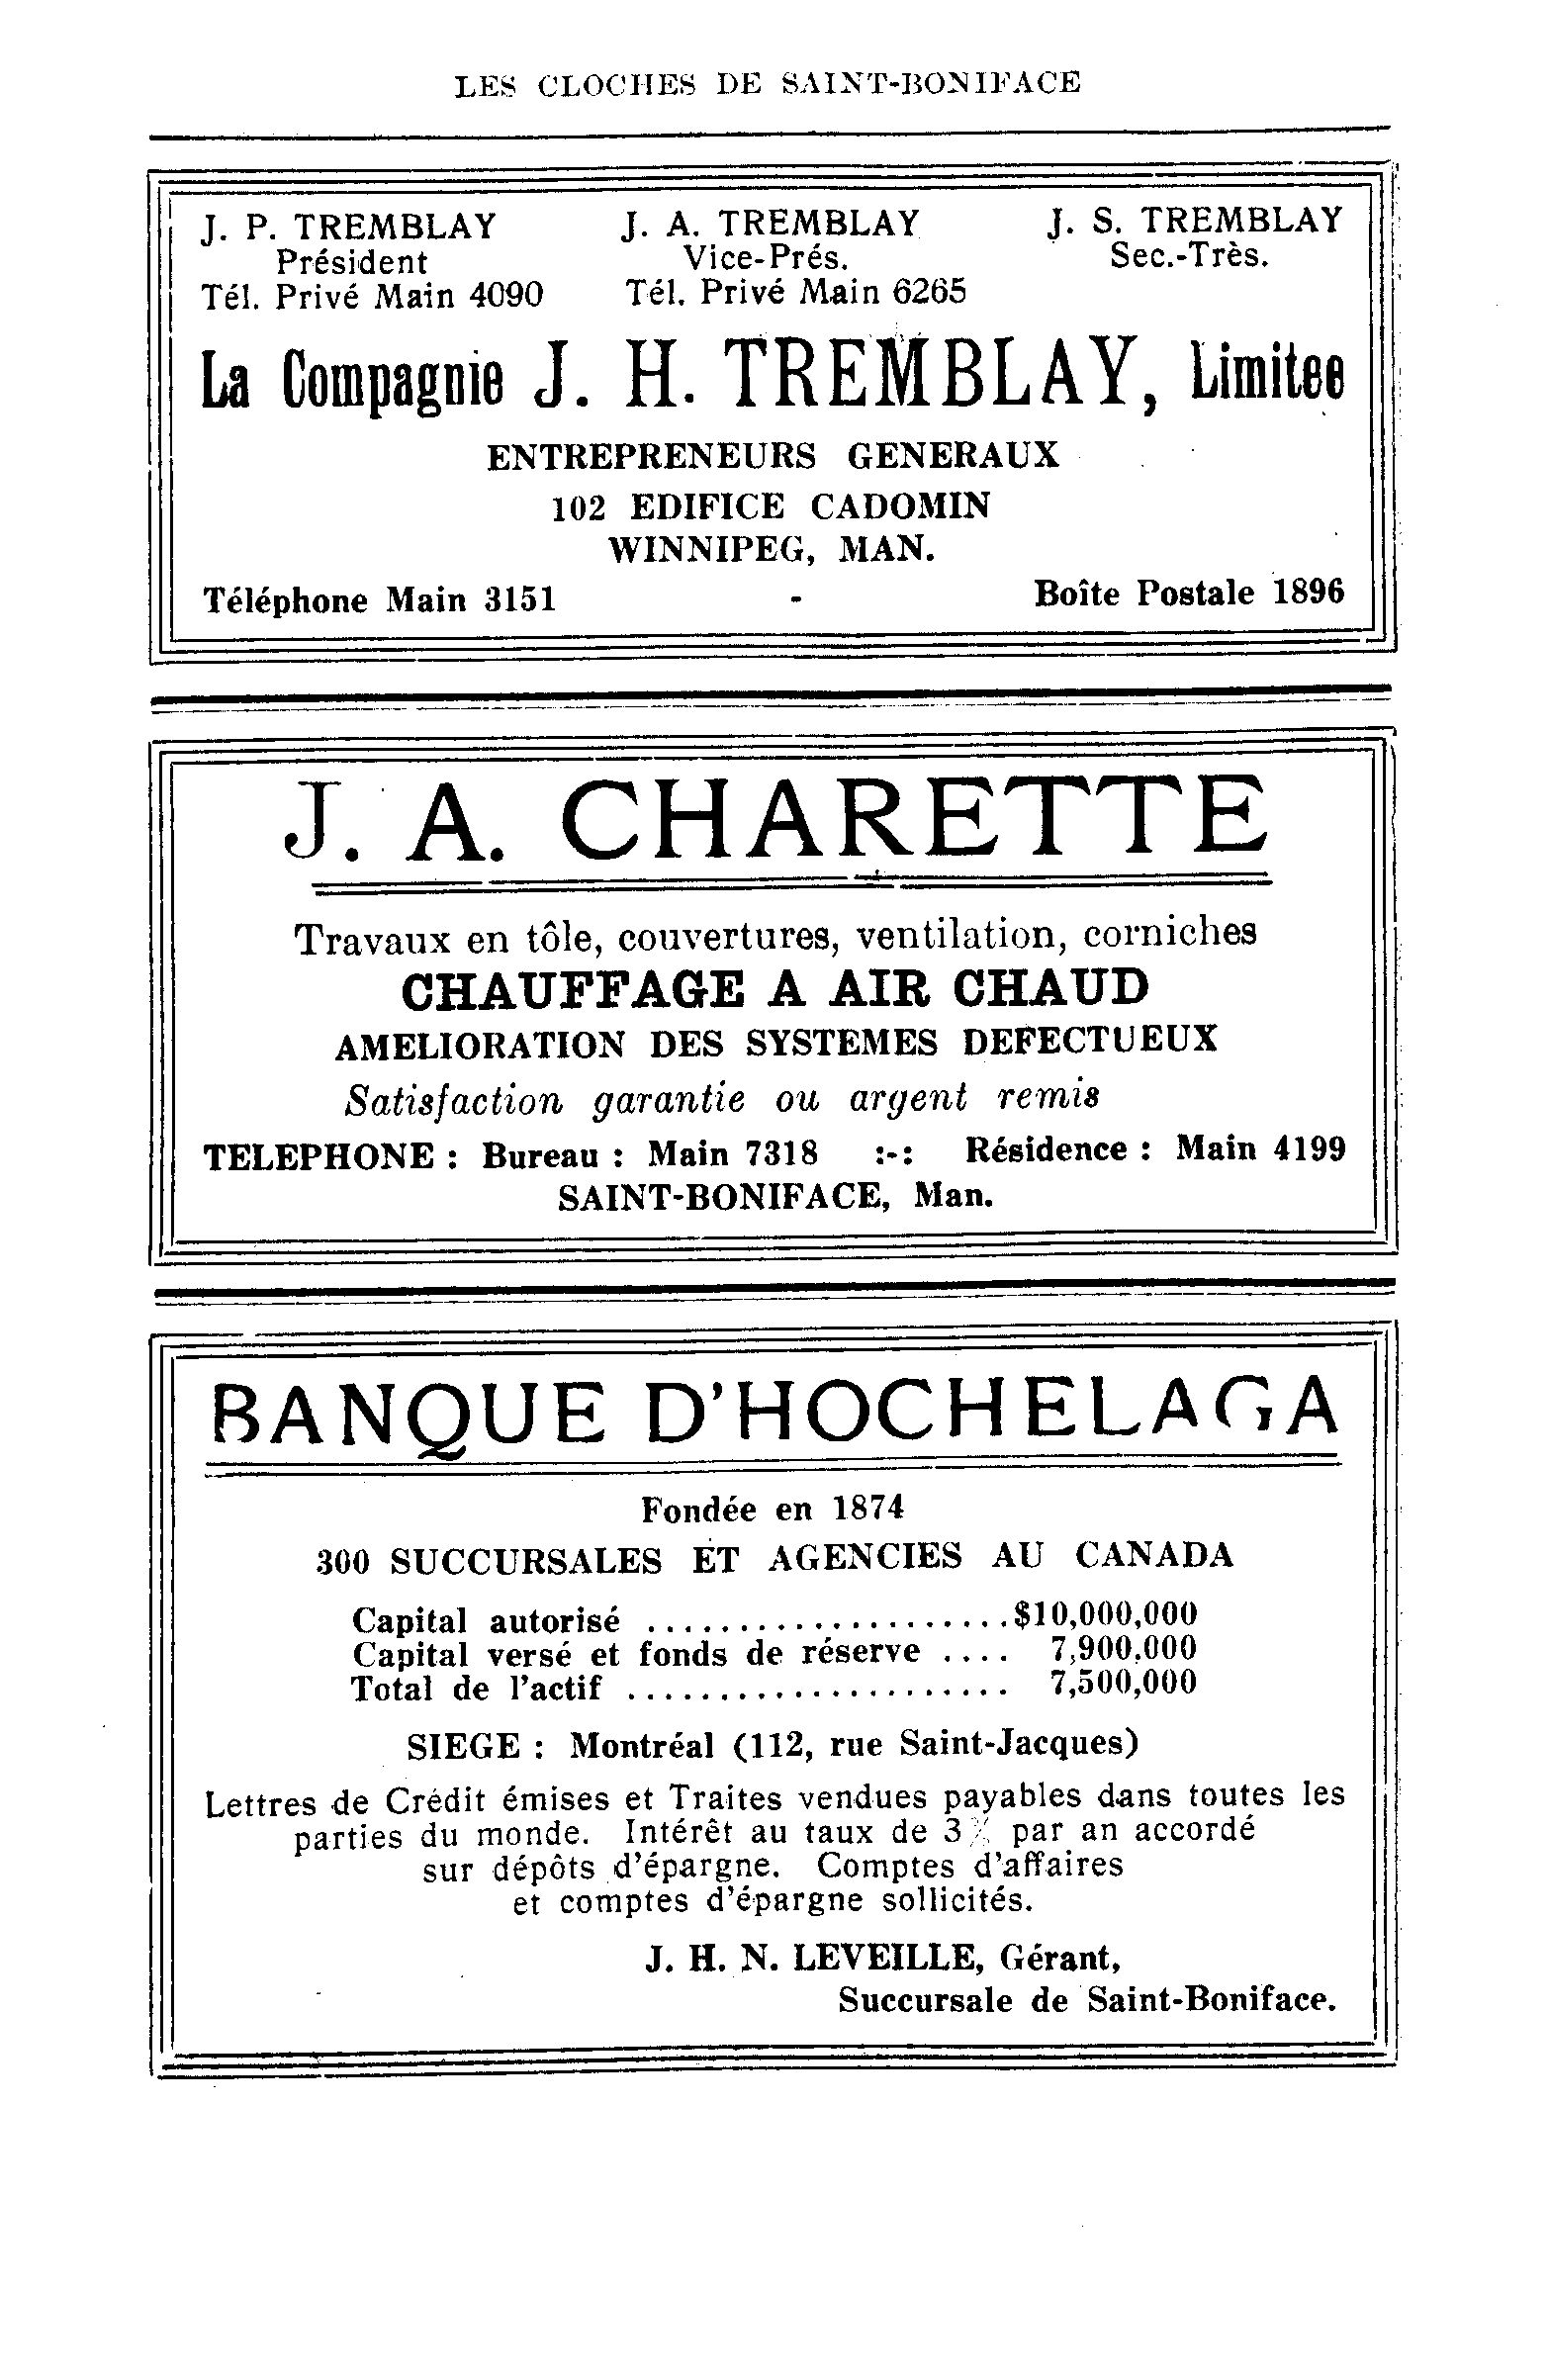 LES CLOCHES DE SAINT-BONIFACE
J. P. TREMBLAY J. A. TREMBLAY J. S. TREMBLAY
Président Vice-Prés. Sec.-Très.
Tél. Privé Main 4090 Tél. Privé Main 6265
La Compagnie J. H. TREMBLAY, Limitee
ENTREPRENEURS GENERAUX
102 EDIFICE CADOMIN
WINNIPEG, MAN.
Téléphone Main 3151 - Boîte Postale 1896
J. A. CHARETTE
Travaux en tôle, couvertures, ventilation, corniches
CHAUFFAGE A AIR CHAUD
AMELIORATION DES SYSTEMES DEFECTUEUX
Satisfaction garantie ou argent remis
TELEPHONE : Bureau : Main 7318 :-: Résidence : Main 4199
SAINT-BONIFACE, Man.
BANQUE D'HOCHELAGA
Fondée en 1874
300 SUCCURSALES ET AGENCIES AU CANADA
Capital autorisé ....................$10,000,000
Capital versé et fonds de réserve .... 7,900,000
Total de l'actif ..................... 7,500,000
SIEGE : Montréal (112, rue Saint-Jacques)
Lettres de Crédit émises et Traites vendues payables dans toutes les
parties du monde. Intérêt au taux de 3% par an accordé
sur dépôts d'épargne. Comptes d'affaires
et comptes d'épargne sollicités.
J. H. N. LEVEILLE, Gérant,
Succursale de Saint-Boniface.